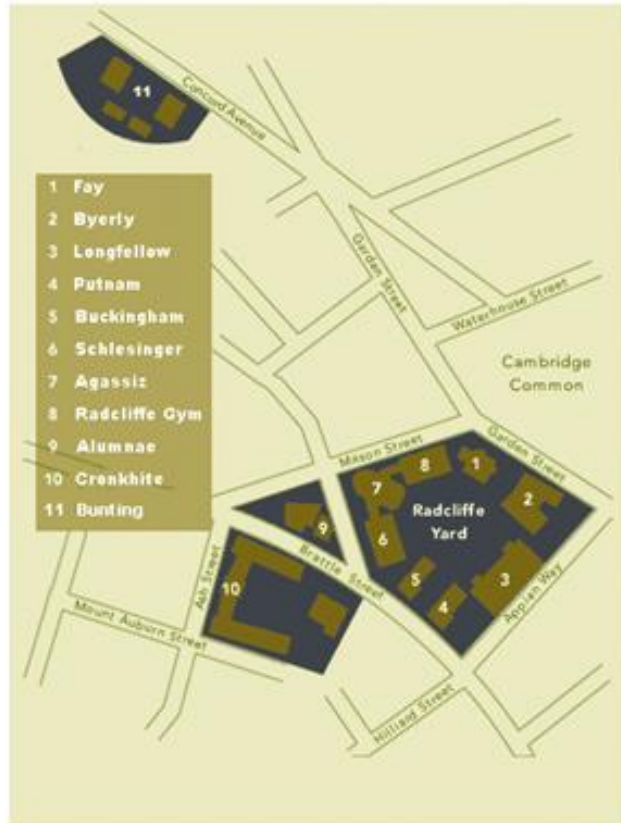 11
Concord Avenue
1 Fay
2 Byerly
3 Longfellow
4 Putnam
5 Buckingham
6 Schlesinger
7 Agassiz
8 Radcliffe Gym
9 Alumnae
10 Cronkhite
11 Bunting
Garden Street
Waterhouse Street
Cambridge
Common
Mason Street
Garden Street
8
1
7
2
Radcliffe
Yard
6
9
5
3
4
Appian Way
Brattle Street
Ash Street
10
Mount Auburn Street
Hilliard Street